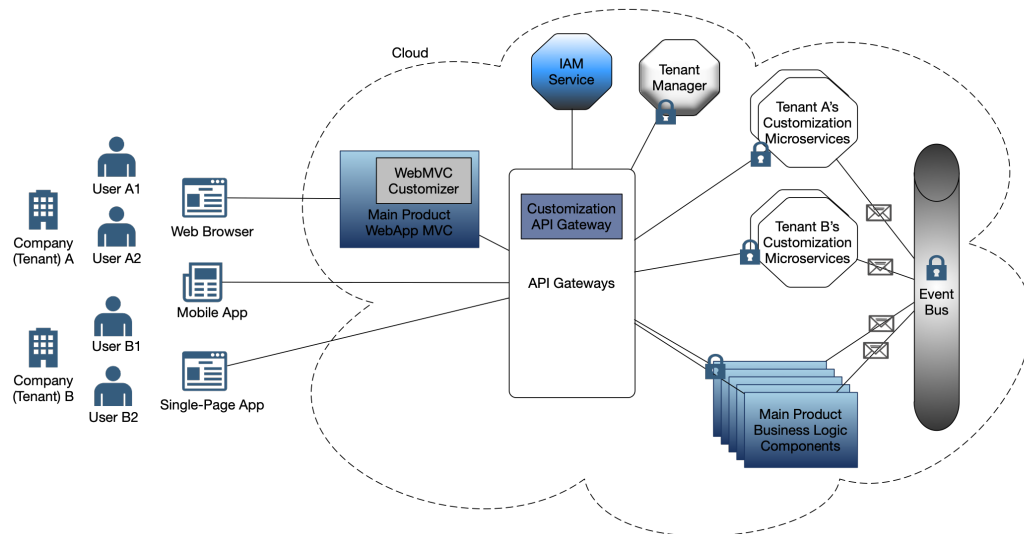 Cloud
IAM
Service
Tenant
Manager
Tenant A's
Customization
Microservices
User A1
WebMVC
Customizer
Main Product
WebApp MVC
Web Browser
Company
(Tenant) A
User A2
Customization
API Gateway
Tenant B's
Customization
Microservices
API Gateways
Mobile App
Event
Bus
User B1
Company
(Tenant) B
User B2
Single-Page App
Main Product
Business Logic
Components